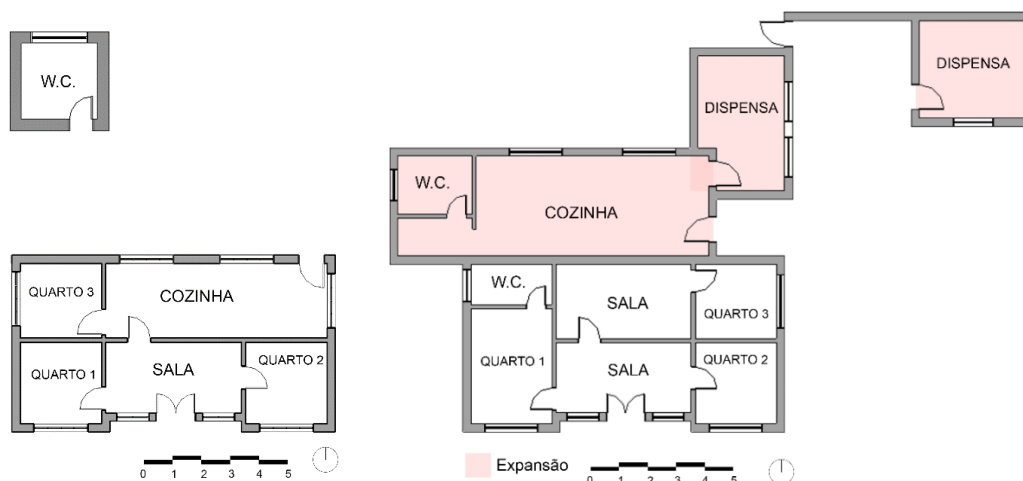 W.C.
QUARTO 3
COZINHA
QUARTO 1
SALA
QUARTO 2
0 1 2 3 4 5
DISPENSA
DISPENSA
W.C.
COZINHA
W.C.
SALA
QUARTO 3
QUARTO 1
SALA
QUARTO 2
Expansão
0 1 2 3 4 5